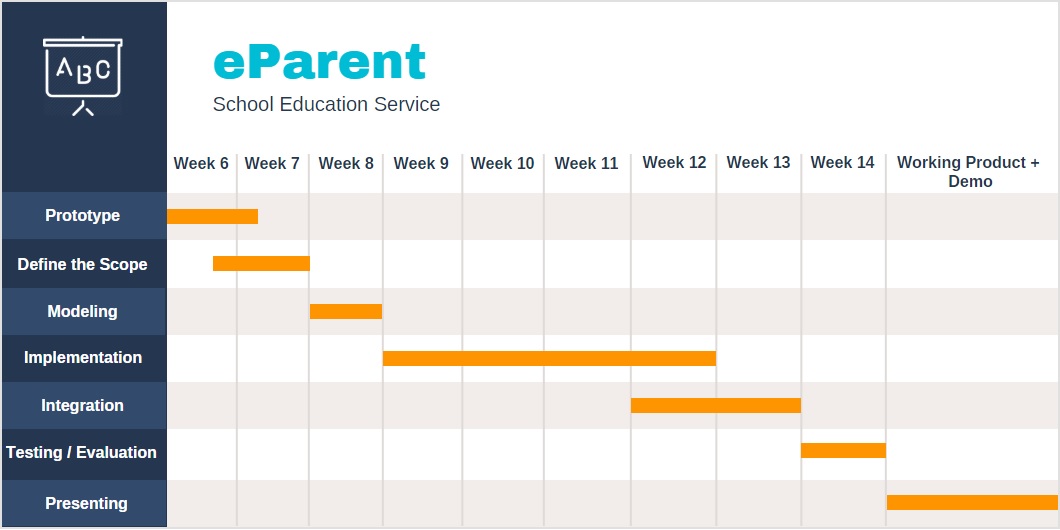 ABC
eParent
School Education Service
Week 6 Week 7 Week 8 Week 9 Week 10 Week 11 Week 12 Week 13 Week 14 Working Product +
Demo
Prototype
Define the Scope
Modeling
Implementation
Integration
Testing / Evaluation
Presenting